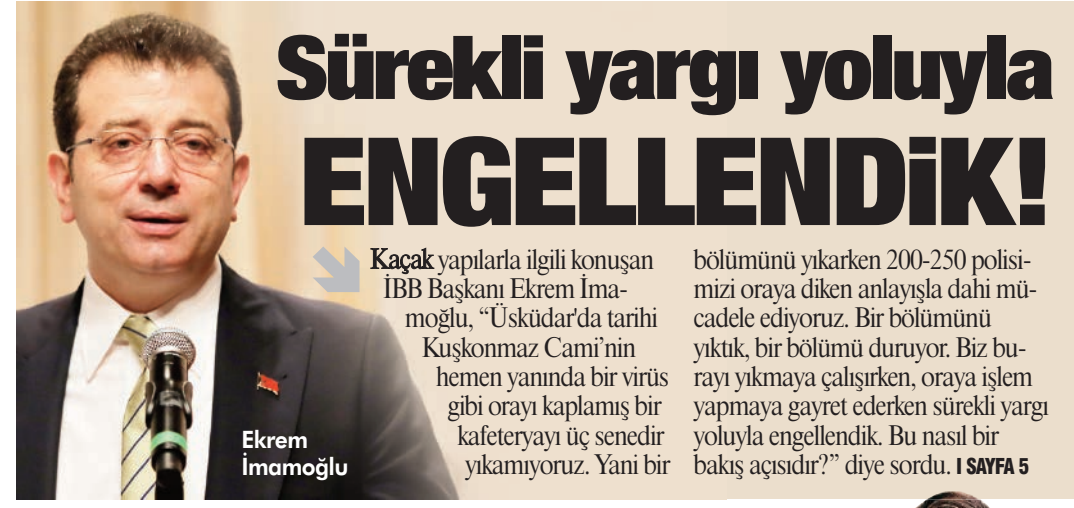 Sürekli yargı yoluyla
ENGELLENDİK!
Kaçak yapılarla ilgili konuşan
İBB Başkanı Ekrem İma-
moğlu, “Üsküdar'da tarihi
Kuşkonmaz Cami’nin
hemen yanında bir virüs
gibi orayı kaplamış bir
kafeteryayı üç senedir
yıkamıyoruz. Yani bir
bölümünü yıkarken 200-250 polisi-
mizi oraya diken anlayışla dahi mü-
cadele ediyoruz. Bir bölümünü
yıktık, bir bölümü duruyor. Biz bu-
rayı yıkmaya çalışırken, oraya işlem
yapmaya gayret ederken sürekli yargı
yoluyla engellendik. Bu nasıl bir
bakış açısıdır?” diye sordu. I SAYFA 5
Ekrem
İmamoğlu